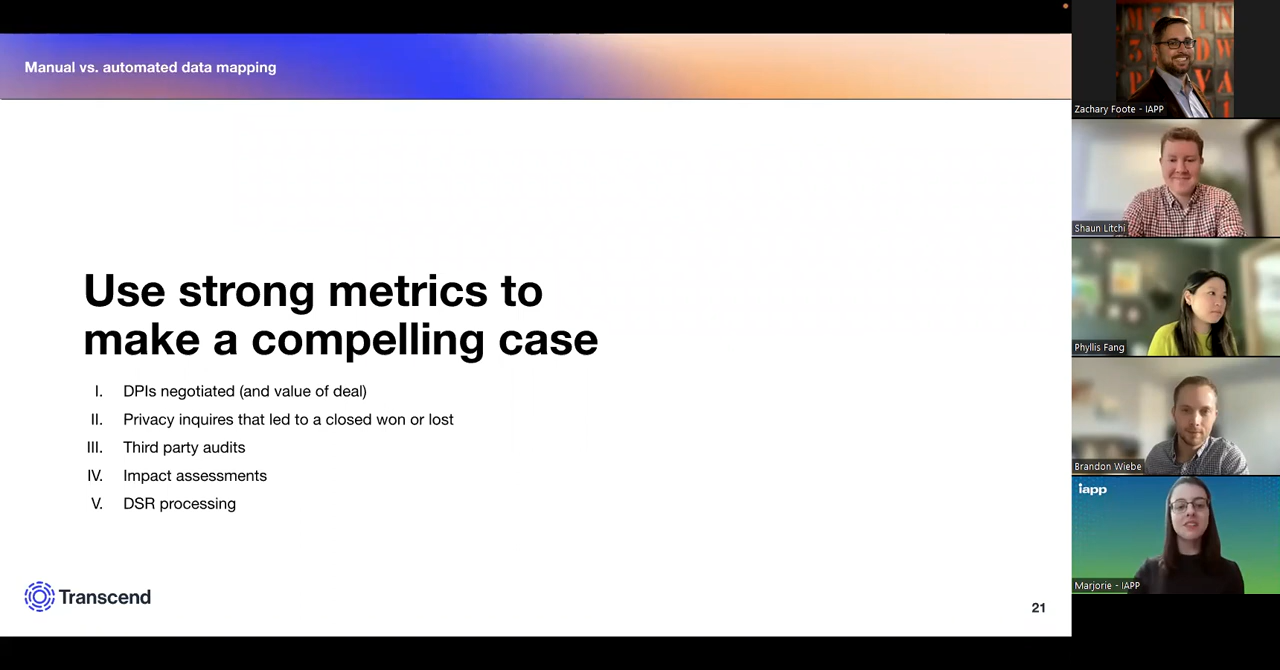 Manual vs. automated data mapping
Use strong metrics to
make a compelling case
I. DPIs negotiated (and value of deal)
II. Privacy inquires that led to a closed won or lost
III. Third party audits
IV. Impact assessments
V. DSR processing
Transcend
21
Zachary Foote - IAPP
Shaun Litchi
Phyllis Fang
Brandon Wiebe
iapp
Marjorie - IAPP